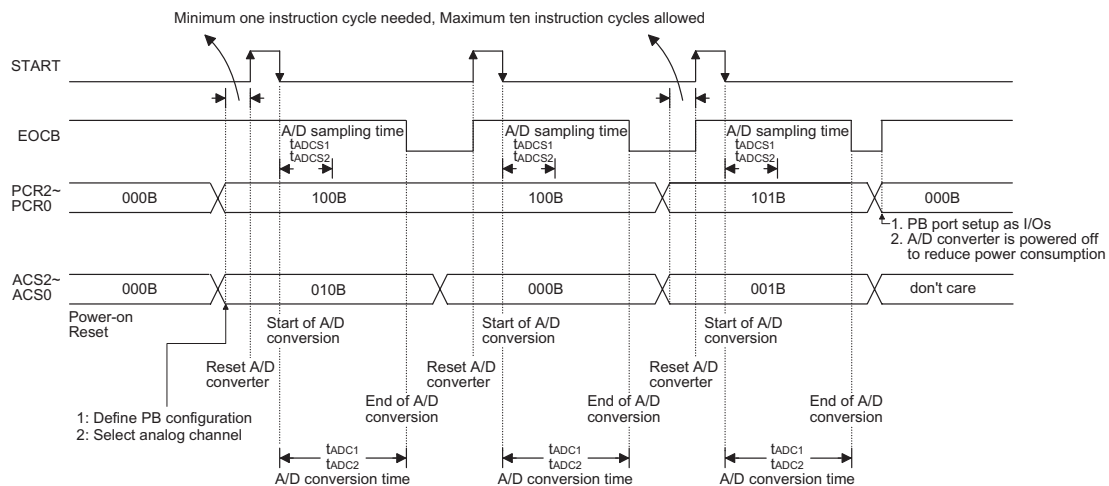 Minimum one instruction cycle needed, Maximum ten instruction cycles allowed
START
EOCB
A/D sampling time
tADCS1
tADCS2
A/D sampling time
tADCS1
tADCS2
A/D sampling time
tADCS1
tADCS2
PCR2~
PCR0
000B
100B
100B
101B
000B
1. PB port setup as I/Os
2. A/D converter is powered off
to reduce power consumption
ACS2~
ACS0
000B
010B
000B
001B
don't care
Power-on
Reset
Start of A/D
conversion
Start of A/D
conversion
Start of A/D
conversion
Reset A/D
converter
Reset A/D
converter
Reset A/D
converter
1: Define PB configuration
2: Select analog channel
End of A/D
conversion
End of A/D
conversion
End of A/D
conversion
tADC1
tADC2
A/D conversion time
tADC1
tADC2
A/D conversion time
tADC1
tADC2
A/D conversion time